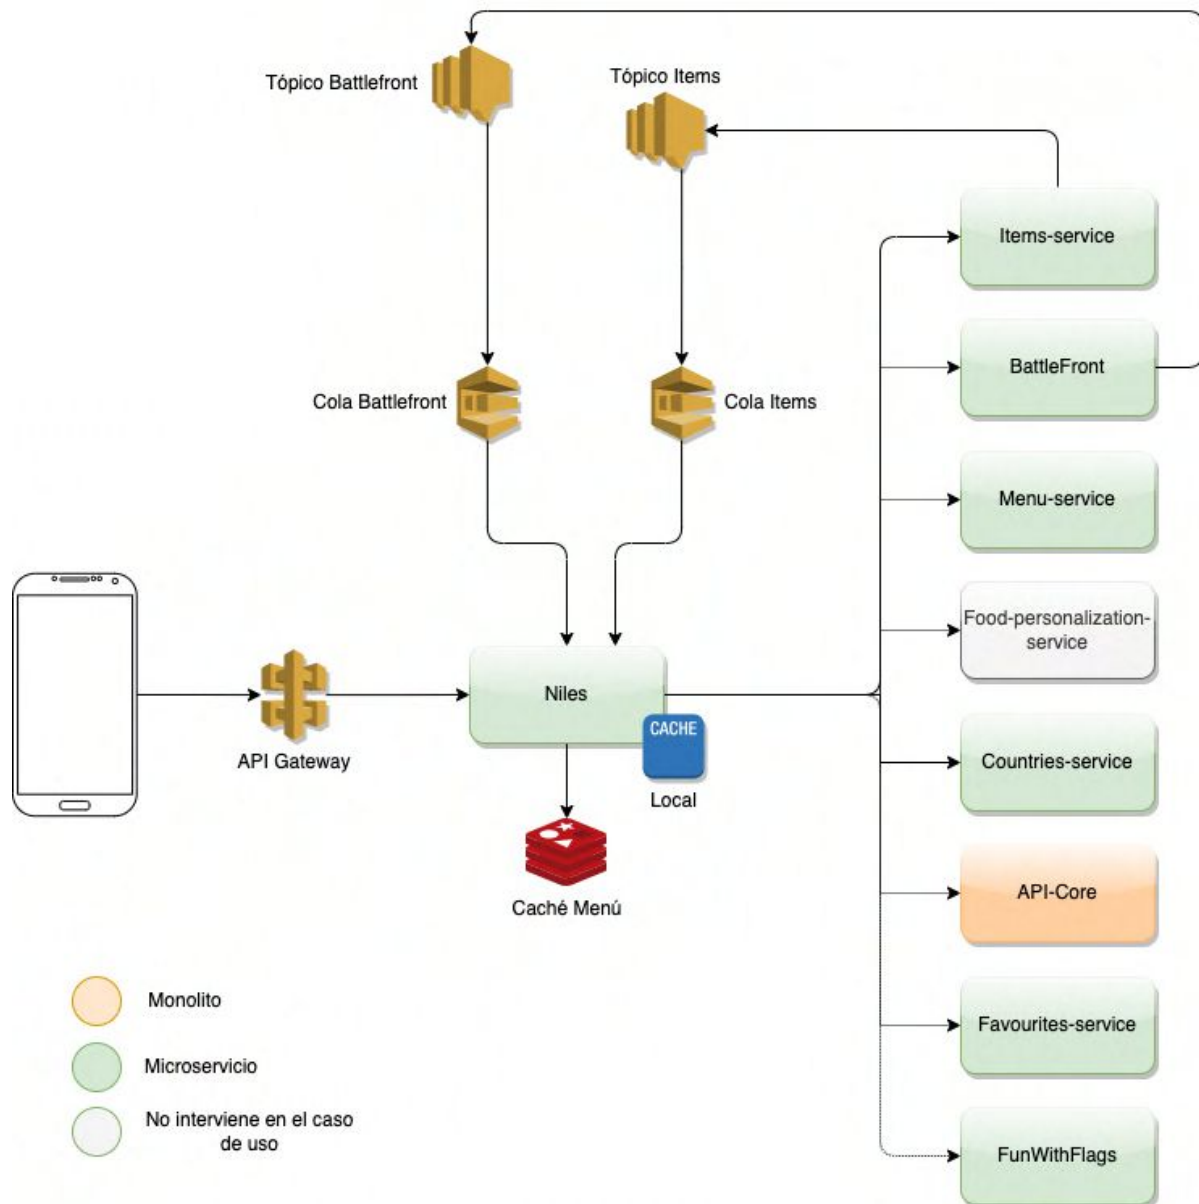 Tópico Battlefront
Tópico Items
Items-service
BattleFront
Cola Battlefront
Cola Items
Menu-service
Food-personalization-
service
Niles
CACHE
Local
API Gateway
Countries-service
Caché Menú
API-Core
Monolito
Favourites-service
Microservicio
No interviene en el caso
de uso
FunWithFlags